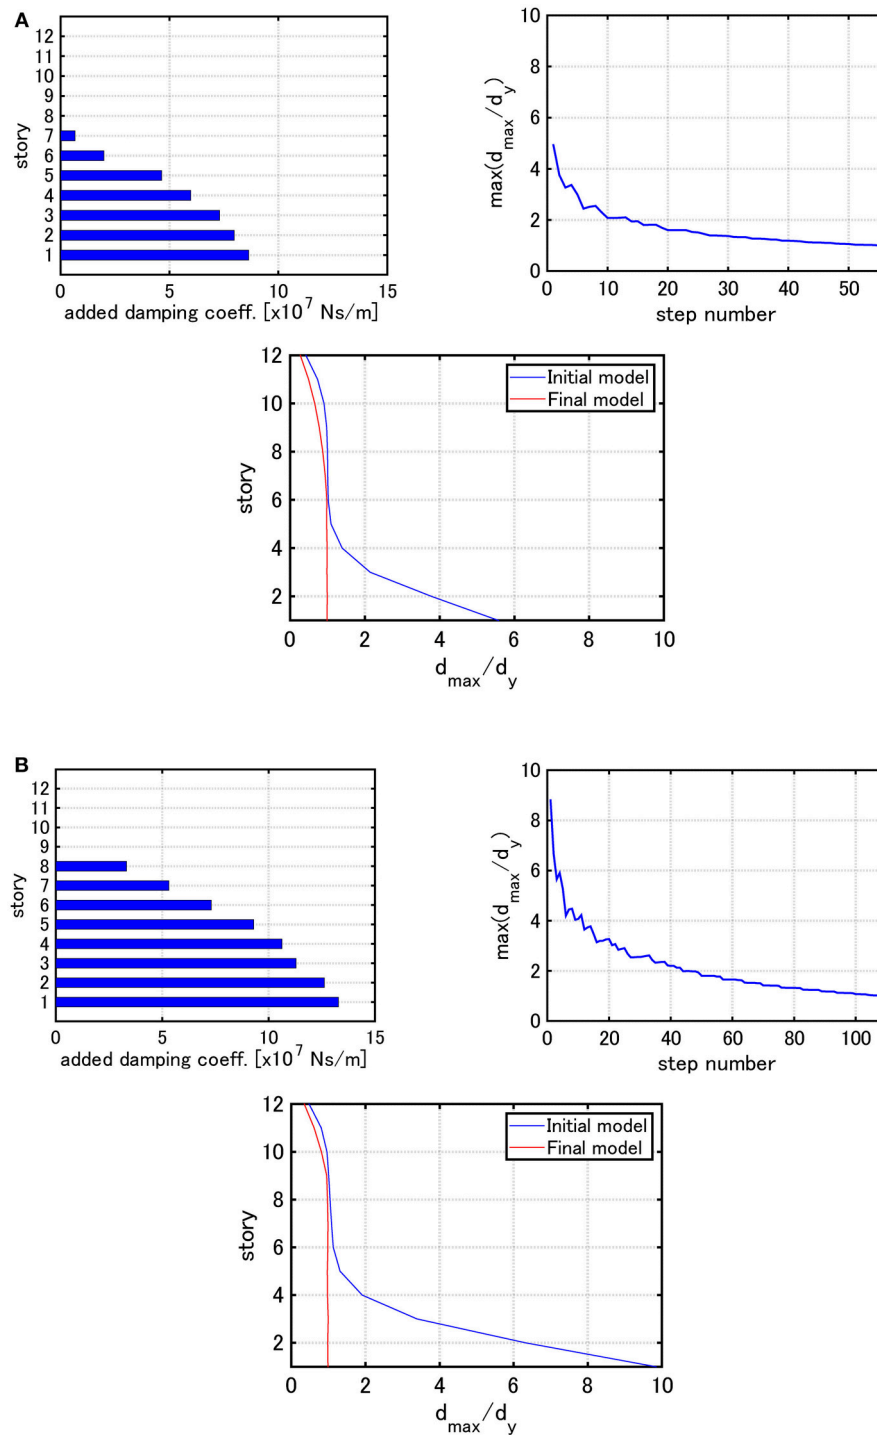 A
12
11
10
9
8
7
6
5
4
3
2
1
story
0 5 10 15
added damping coeff. [x10^7 Ns/m]
10
8
6
4
2
0
max(d_max/d_y)
0 10 20 30 40 50
step number
12
10
8
6
4
2
story
Initial model
Final model
0 2 4 6 8 10
d_max/d_y
B
12
11
10
9
8
7
6
5
4
3
2
1
story
0 5 10 15
added damping coeff. [x10^7 Ns/m]
10
8
6
4
2
0
max(d_max/d_y)
0 20 40 60 80 100
step number
12
10
8
6
4
2
story
Initial model
Final model
0 2 4 6 8 10
d_max/d_y